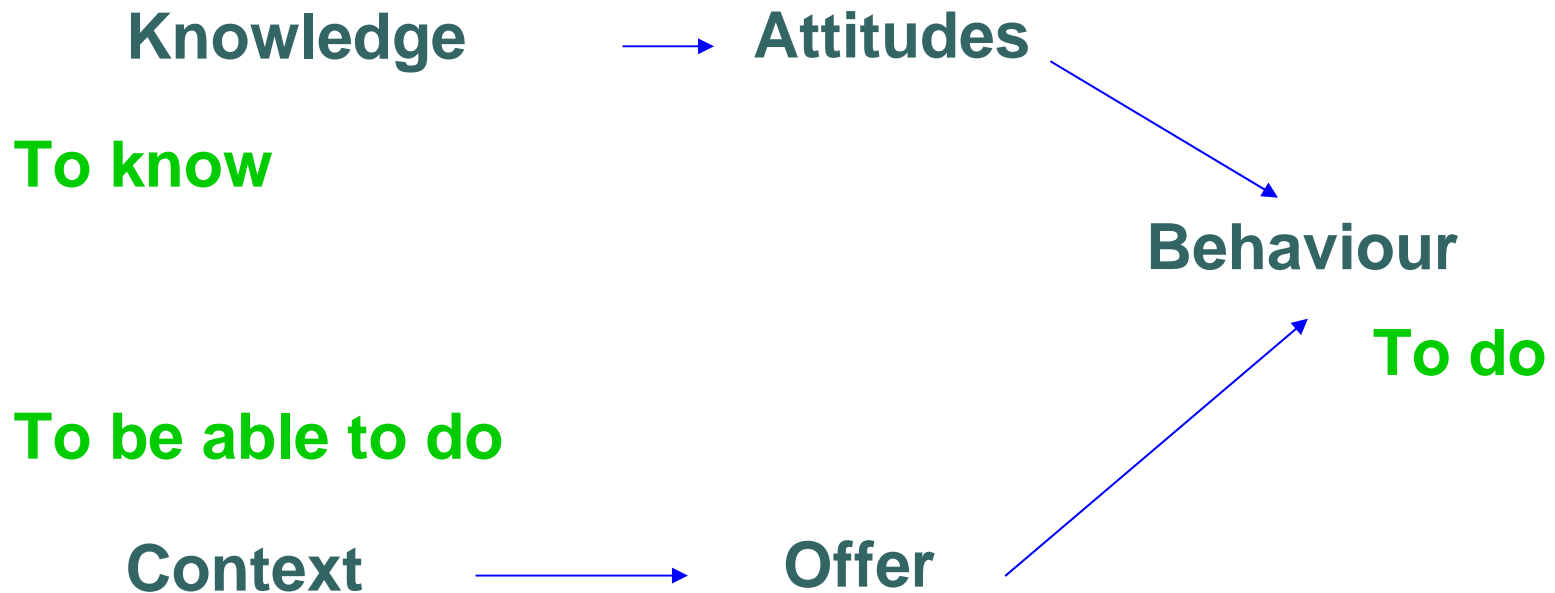 Knowledge
Attitudes
To know
Behaviour
To do
To be able to do
Context
Offer